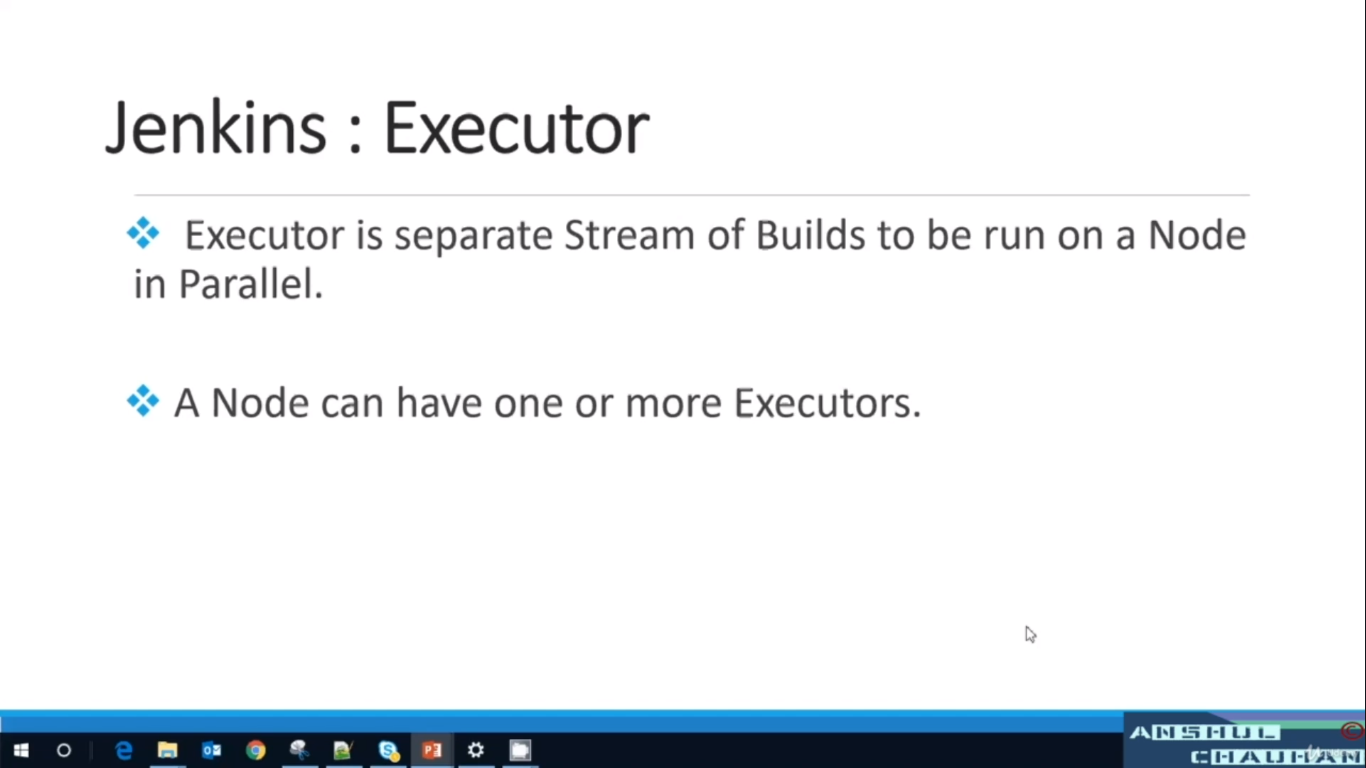 Jenkins : Executor
Executor is separate Stream of Builds to be run on a Node
in Parallel.
A Node can have one or more Executors.
ANSHUL
CHAUHAN